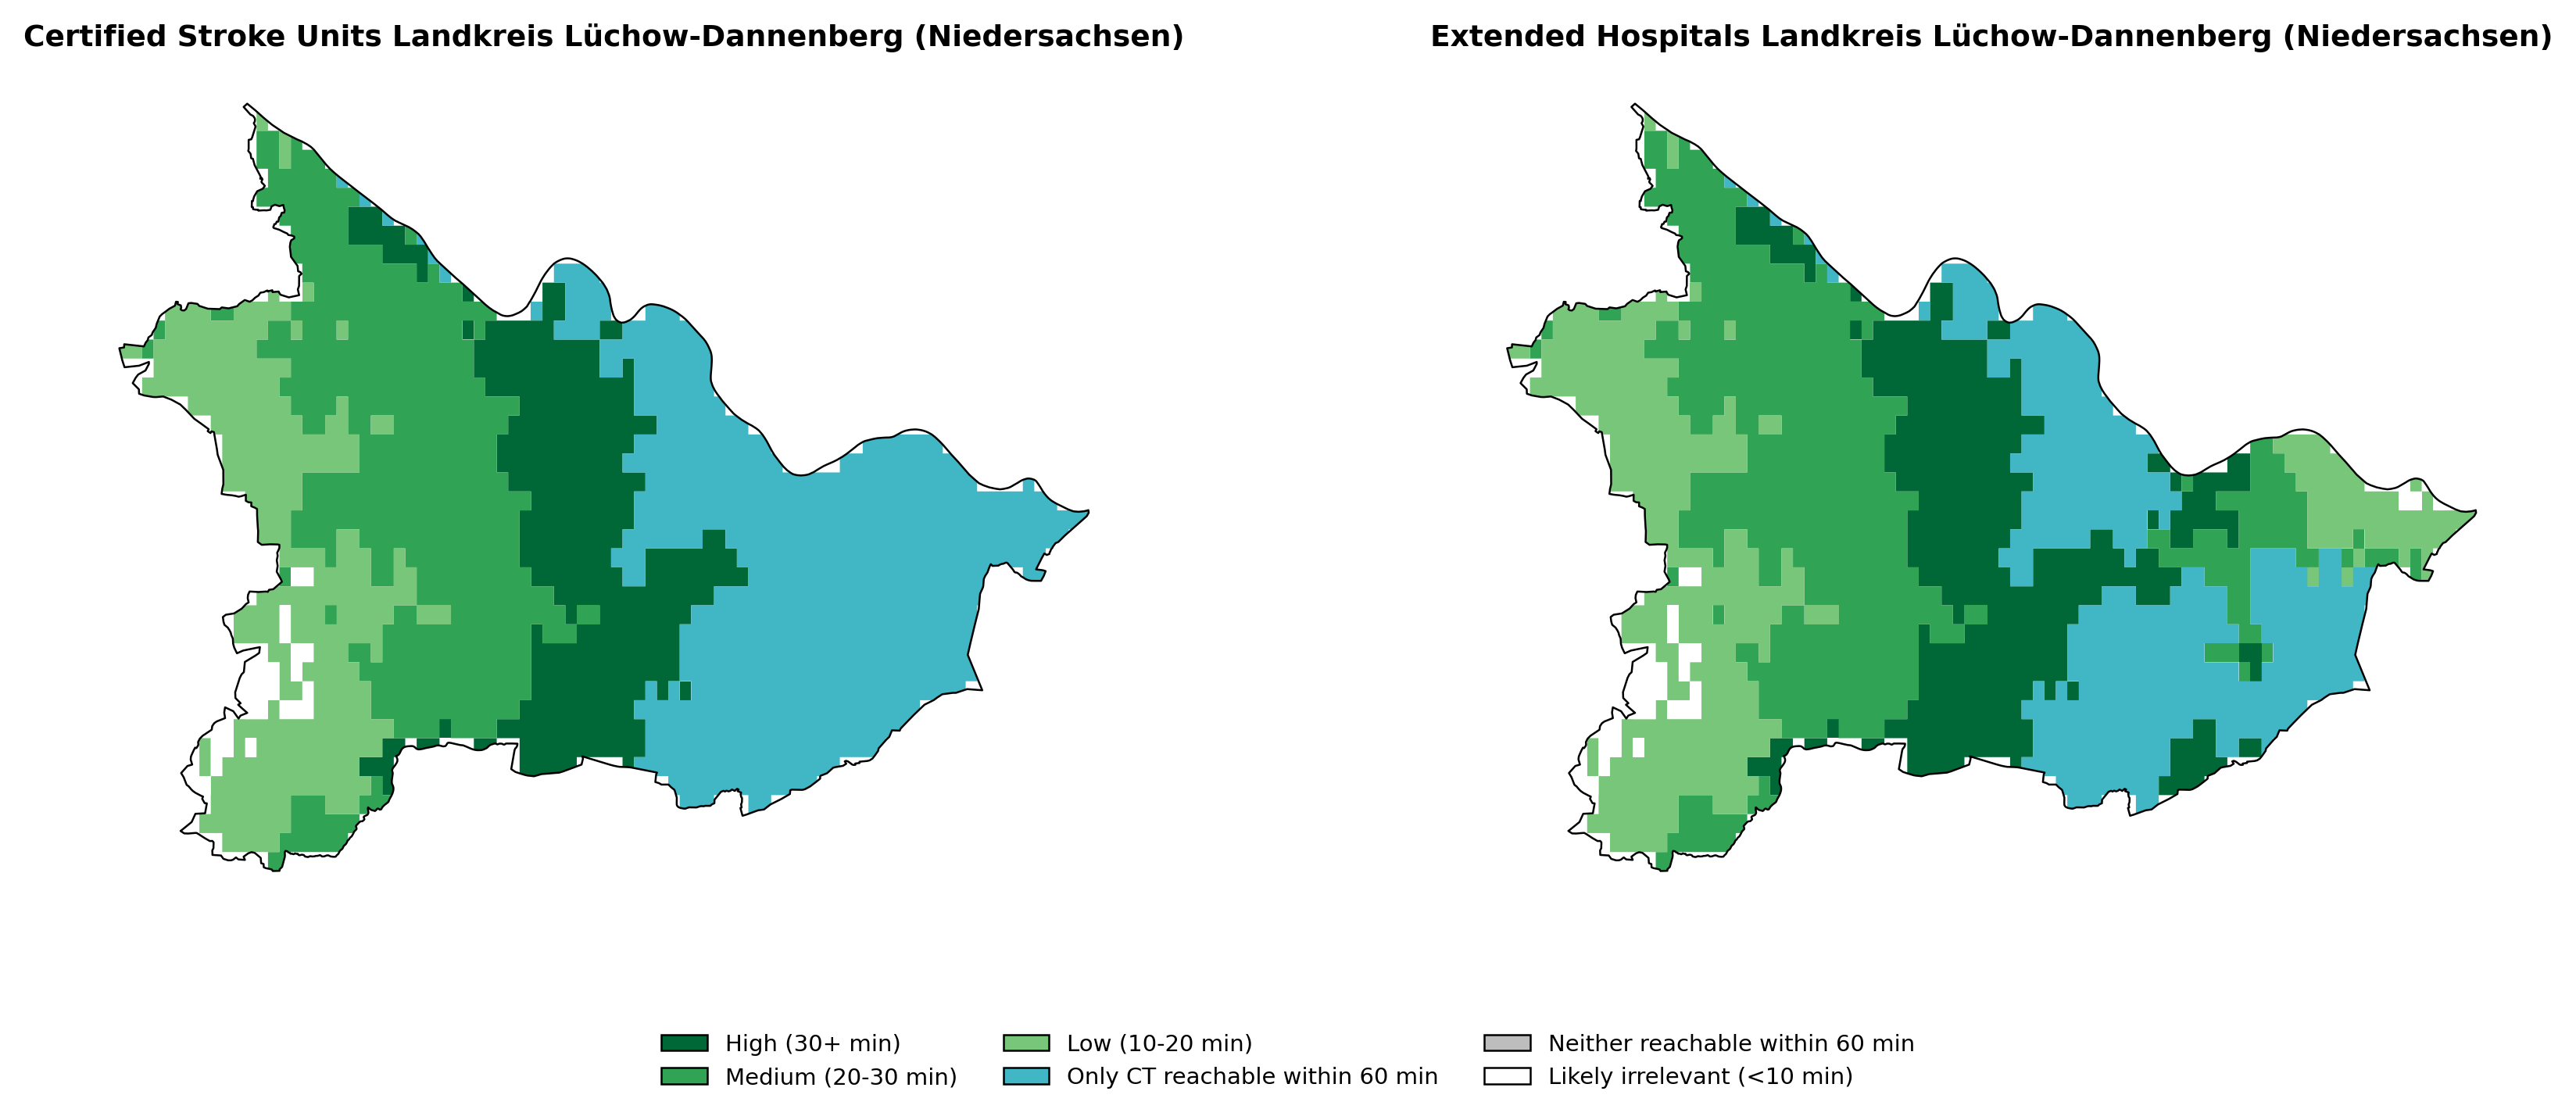 Certified Stroke Units Landkreis Lüchow-Dannenberg (Niedersachsen)
Extended Hospitals Landkreis Lüchow-Dannenberg (Niedersachsen)
High (30+ min)
Medium (20-30 min)
Low (10-20 min)
Only CT reachable within 60 min
Neither reachable within 60 min
Likely irrelevant (<10 min)